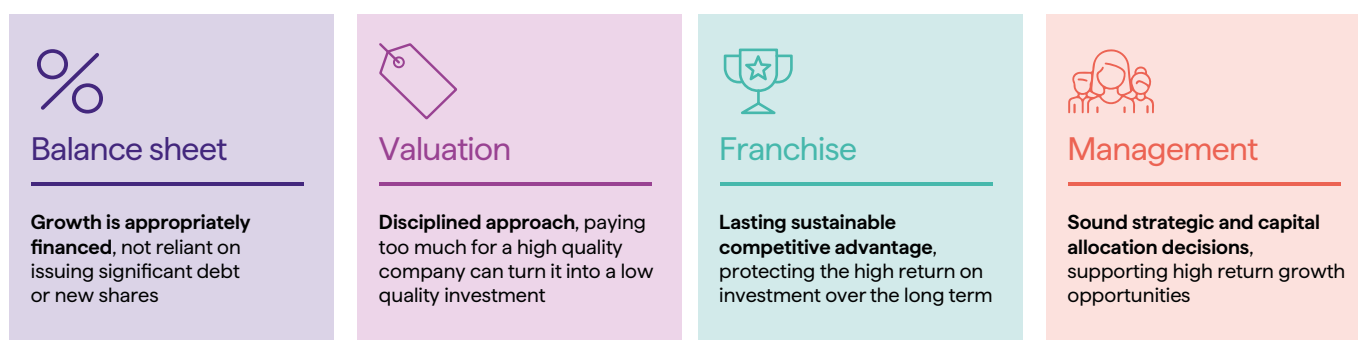 Balance sheet
Growth is appropriately
financed, not reliant on
issuing significant debt
or new shares
Valuation
Disciplined approach, paying
too much for a high quality
company can turn it into a low
quality investment
Franchise
Lasting sustainable
competitive advantage,
protecting the high return on
investment over the long term
Management
Sound strategic and capital
allocation decisions,
supporting high return growth
opportunities